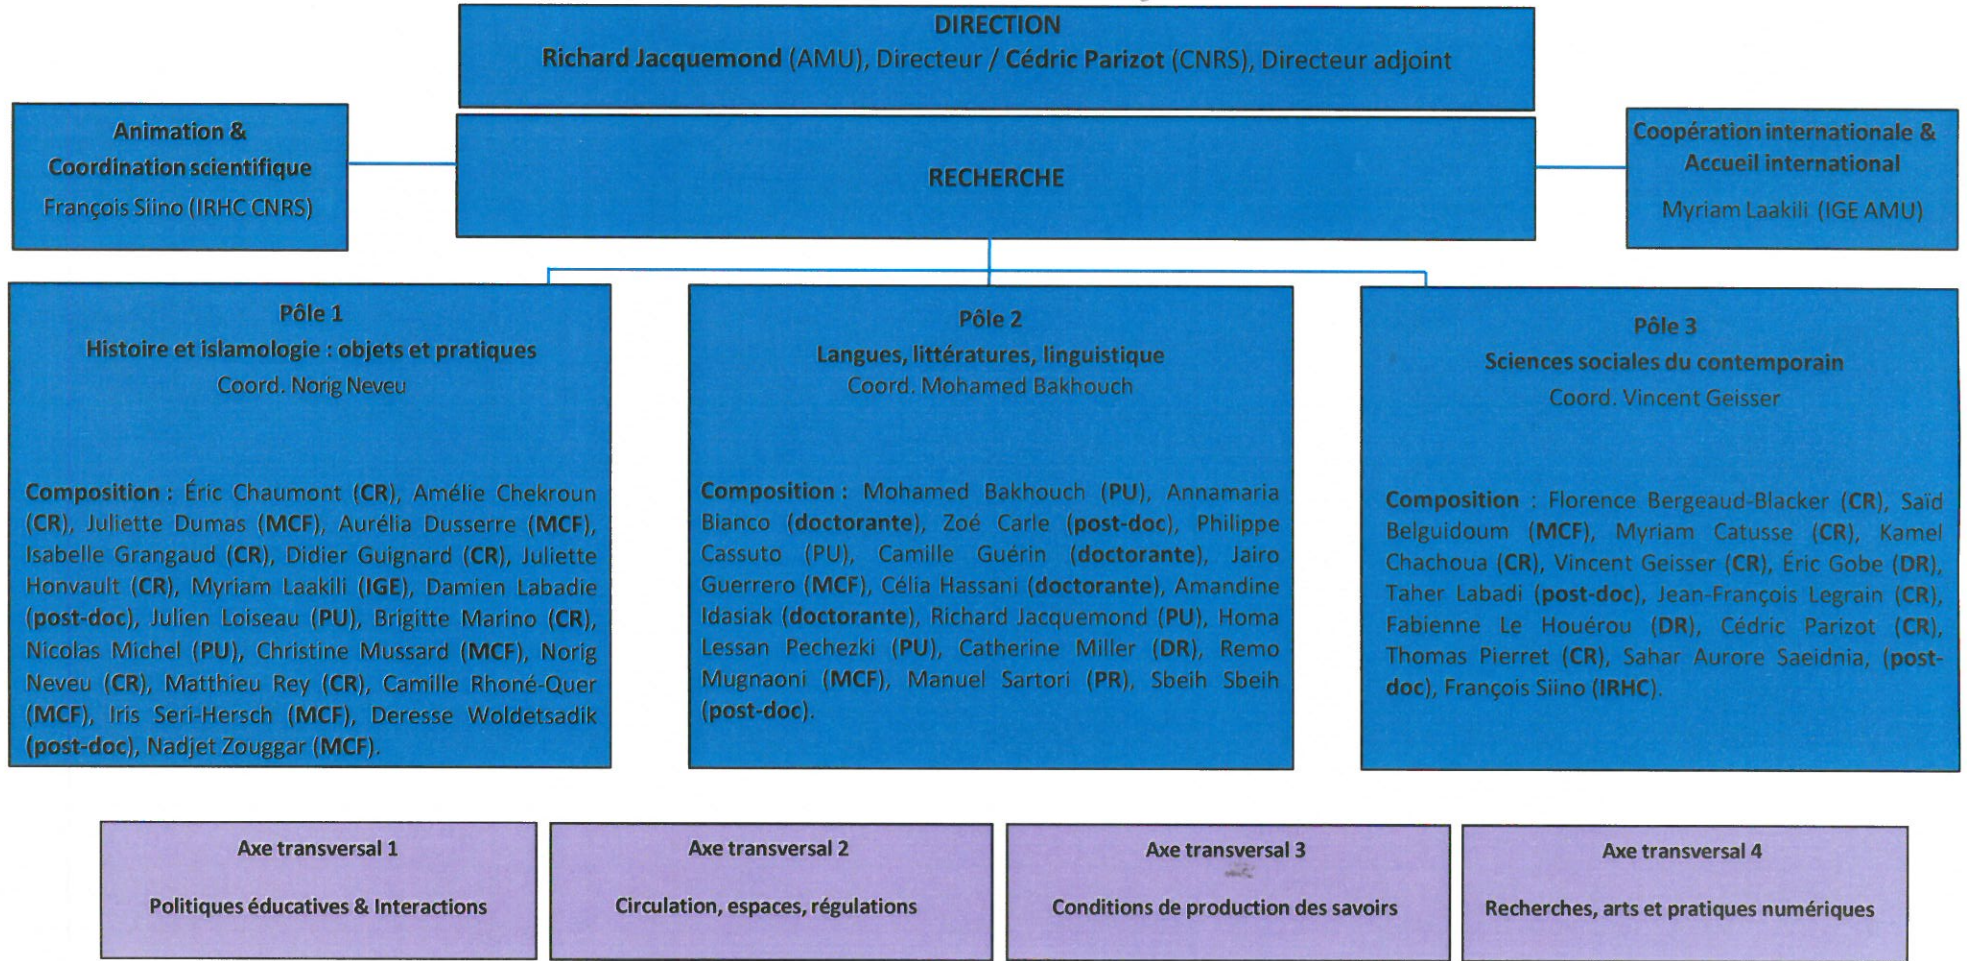 DIRECTION
Richard Jacquemond (AMU), Directeur / Cédric Parizot (CNRS), Directeur adjoint
Animation &
Coordination scientifique
François Siino (IRHC CNRS)
RECHERCHE
Coopération internationale &
Accueil international
Myriam Laakili (IGE AMU)
Pôle 1
Histoire et islamologie : objets et pratiques
Coord. Norig Neveu
Composition : Éric Chaumont (CR), Amélie Chekroun
(CR), Juliette Dumas (MCF), Aurélia Dusserre (MCF),
Isabelle Grangaud (CR), Didier Guignard (CR), Juliette
Honvault (CR), Myriam Laakili (IGE), Damien Labadie
(post-doc), Julien Loiseau (PU), Brigitte Marino (CR),
Nicolas Michel (PU), Christine Mussard (MCF), Norig
Neveu (CR), Matthieu Rey (CR), Camille Rhoné-Quer
(MCF), Iris Seri-Hersch (MCF), Deresse Woldetsadik
(post-doc), Nadjet Zouggar (MCF).
Pôle 2
Langues, littératures, linguistique
Coord. Mohamed Bakhouch
Composition : Mohamed Bakhouch (PU), Annamaria
Bianco (doctorante), Zoé Carle (post-doc), Philippe
Cassuto (PU), Camille Guérin (doctorante), Jairo
Guerrero (MCF), Célia Hassani (doctorante), Amandine
Idasiak (doctorante), Richard Jacquemond (PU), Homa
Lessan Pechezki (PU), Catherine Miller (DR), Remo
Mugnaoni (MCF), Manuel Sartori (PR), Sbeih Sbeih
(post-doc).
Pôle 3
Sciences sociales du contemporain
Coord. Vincent Geisser
Composition : Florence Bergeaud-Blacker (CR), Saïd
Belguidoum (MCF), Myriam Catusse (CR), Kamel
Chachoua (CR), Vincent Geisser (CR), Éric Gobe (DR),
Taher Labadi (post-doc), Jean-François Legrain (CR),
Fabienne Le Houérou (DR), Cédric Parizot (CR),
Thomas Pierret (CR), Sahar Aurore Saeidnia, (post-
doc), François Siino (IRHC).
Axe transversal 1
Politiques éducatives & Interactions
Axe transversal 2
Circulation, espaces, régulations
Axe transversal 3
Conditions de production des savoirs
Axe transversal 4
Recherches, arts et pratiques numériques